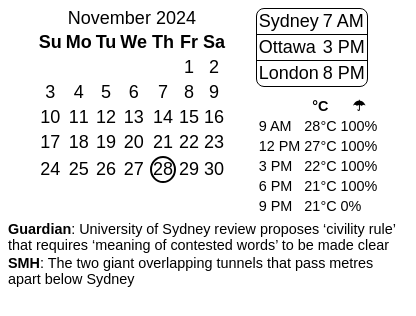 November 2024
Su Mo Tu We Th Fr Sa
1 2
3 4 5 6 7 8 9
10 11 12 13 14 15 16
17 18 19 20 21 22 23
24 25 26 27 28 29 30
Sydney 7 AM
Ottawa 3 PM
London 8 PM
°C ☂
9 AM 28°C 100%
12 PM 27°C 100%
3 PM 22°C 100%
6 PM 21°C 100%
9 PM 21°C 0%
Guardian: University of Sydney review proposes ‘civility rule’
that requires ‘meaning of contested words’ to be made clear
SMH: The two giant overlapping tunnels that pass metres
apart below Sydney